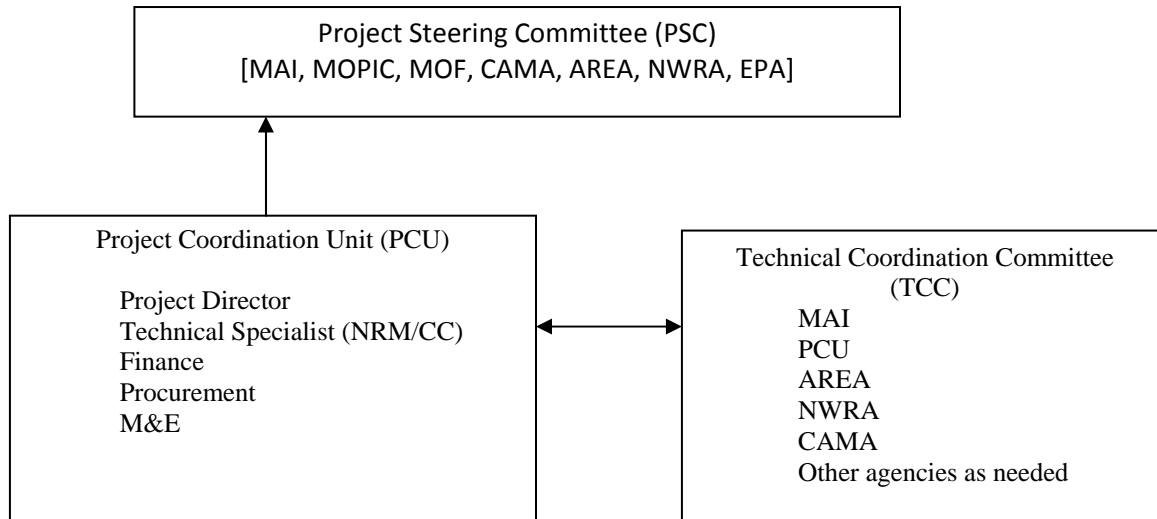 Project Steering Committee (PSC)
[MAI, MOPIC, MOF, CAMA, AREA, NWRA, EPA]
Project Coordination Unit (PCU)
Project Director
Technical Specialist (NRM/CC)
Finance
Procurement
M&E
Technical Coordination Committee
(TCC)
MAI
PCU
AREA
NWRA
CAMA
Other agencies as needed